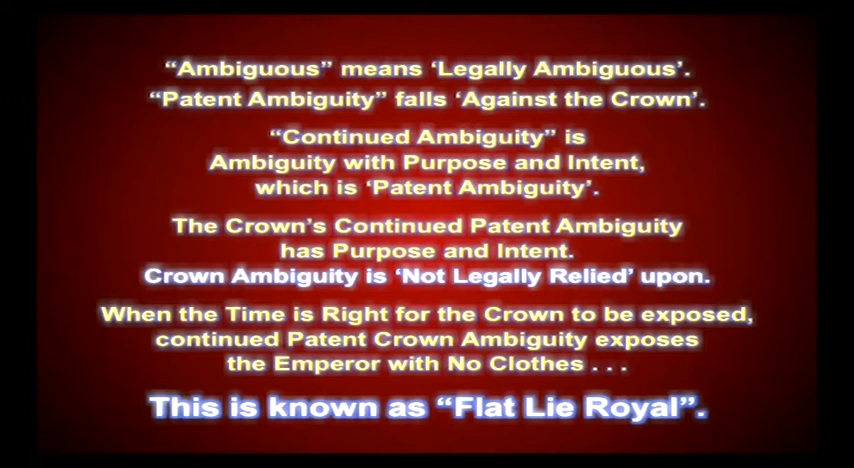 “Ambiguous” means ‘Legally Ambiguous’.
“Patent Ambiguity” falls ‘Against the Crown’.
“Continued Ambiguity” is
Ambiguity with Purpose and Intent,
which is ‘Patent Ambiguity’.
The Crown’s Continued Patent Ambiguity
has Purpose and Intent.
Crown Ambiguity is ‘Not Legally Relied’ upon.
When the Time is Right for the Crown to be exposed,
continued Patent Crown Ambiguity exposes
the Emperor with No Clothes . . .
This is known as “Flat Lie Royal”.